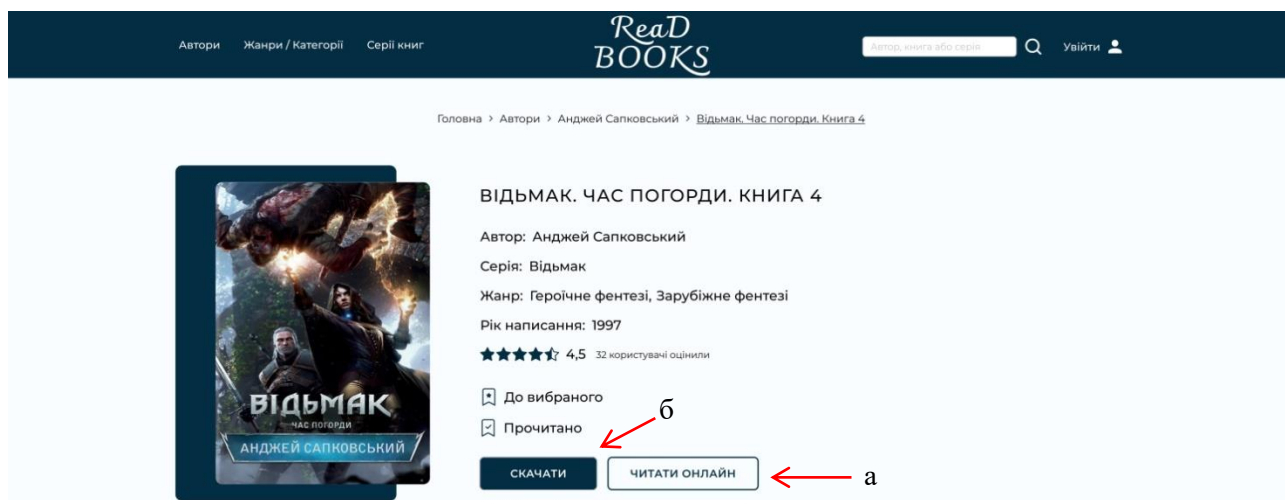 Автори Жанри / Категорії Серії книг
ReaD
BOOKS
Автор, книга або серія
Увійти
Головна > Автори > Анджей Сапковський > Відьмак. Час погорди. Книга 4
ВІДЬМАК. ЧАС ПОГОРДИ. КНИГА 4
Автор: Анджей Сапковський
Серія: Відьмак
Жанр: Героїчне фентезі, Зарубіжне фентезі
Рік написання: 1997
4,5 32 користувачі оцінили
До вибраного
Прочитано
б
СКАЧАТИ
ЧИТАТИ ОНЛАЙН
а
ВІДЬМАК
ЧАС ПОГОРДИ
АНДЖЕЙ САПКОВСЬКИЙ